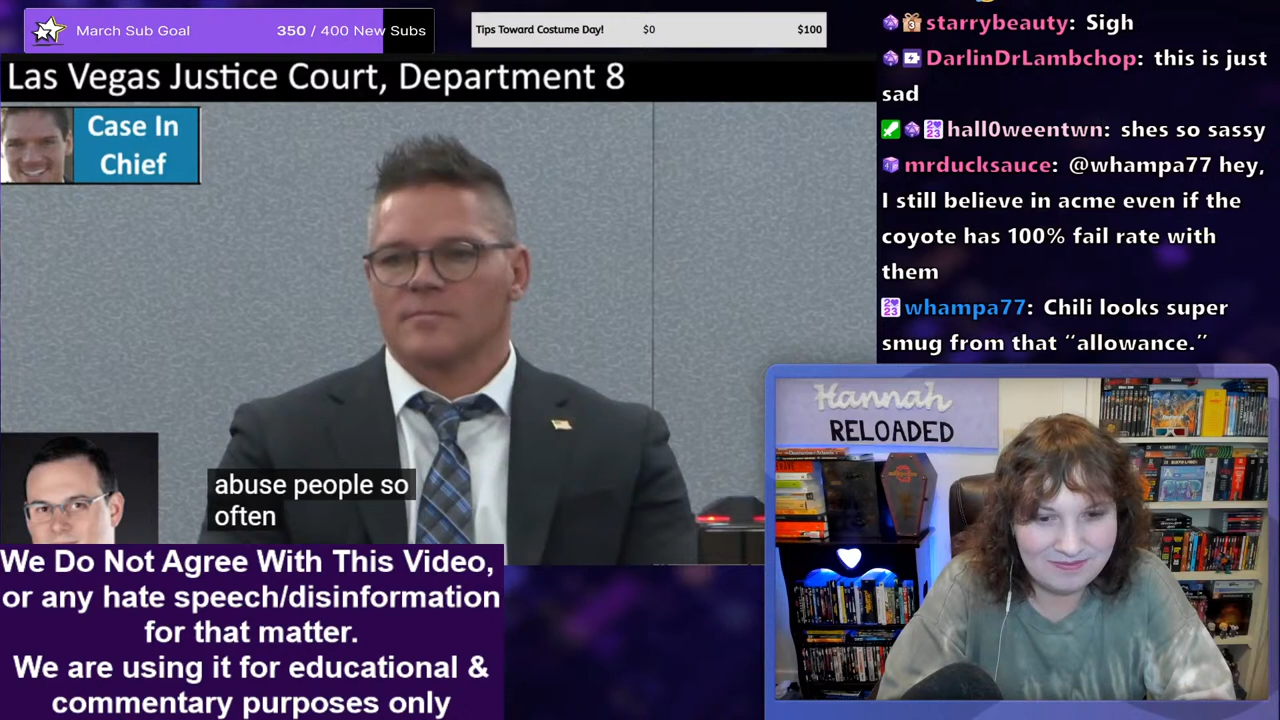 March Sub Goal
350 / 400 New Subs
Tips Toward Costume Day!
$0
$100
Las Vegas Justice Court, Department 8
Case In
Chief
abuse people so
often
We Do Not Agree With This Video,
or any hate speech/disinformation
for that matter.
We are using it for educational &
commentary purposes only
starrybeauty: Sigh
DarlinDrLambchop: this is just
sad
hall0weentwn: shes so sassy
mrducksauce: @whampa77 hey,
I still believe in acme even if the
coyote has 100% fail rate with
them
whampa77: Chili looks super
smug from that “allowance.”
Hannah
RELOADED